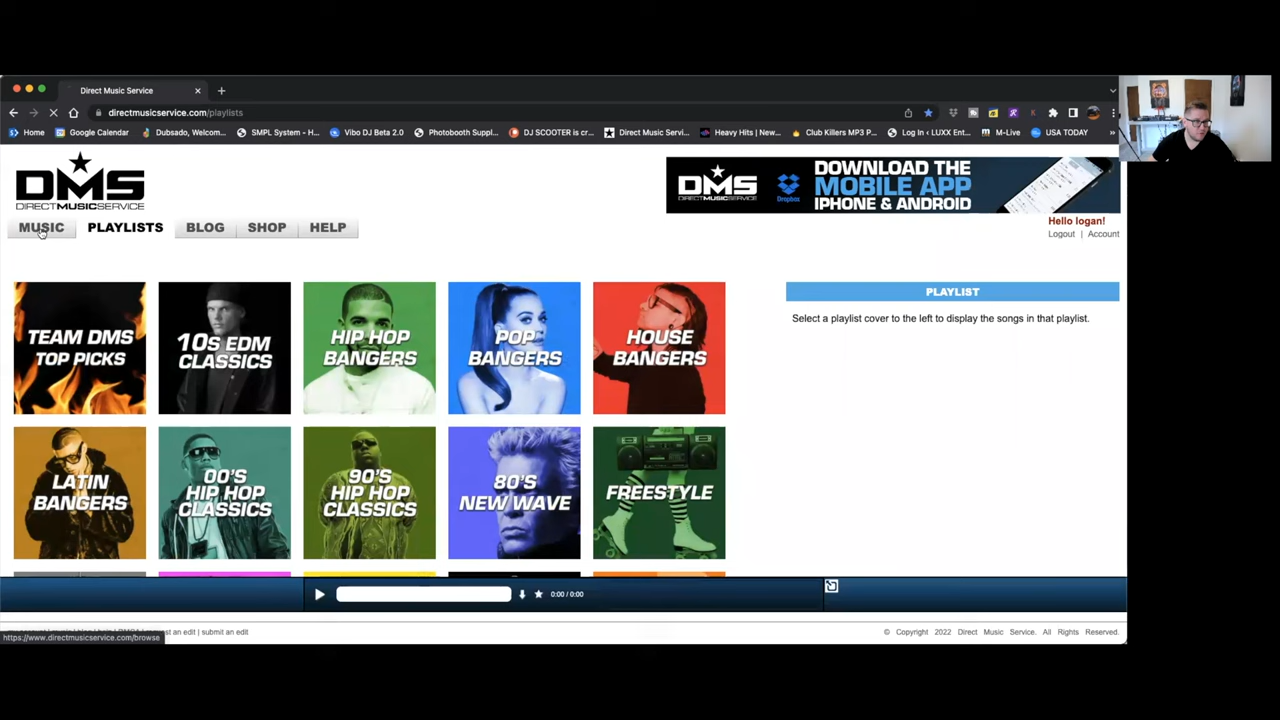 Direct Music Service
directmusicservice.com/playlists
Home
Google Calendar
Dubsado, Welcom...
SMPL System - H...
Vibo DJ Beta 2.0
Photobooth Suppl...
DJ SCOOTER is cr...
Direct Music Servi...
Heavy Hits | New...
Club Killers MP3 P...
Log In ‹ LUXX Ent...
M-Live
USA TODAY
DMS
DIRECTMUSICSERVICE
DMS
DIRECTMUSICSERVICE
Dropbox
DOWNLOAD THE
MOBILE APP
IPHONE & ANDROID
MUSIC
PLAYLISTS
BLOG
SHOP
HELP
Hello logan!
Logout | Account
TEAM DMS
TOP PICKS
10S EDM
CLASSICS
HIP HOP
BANGERS
POP
BANGERS
HOUSE
BANGERS
PLAYLIST
Select a playlist cover to the left to display the songs in that playlist.
LATIN
BANGERS
00'S
HIP HOP
CLASSICS
90'S
HIP HOP
CLASSICS
80'S
NEW WAVE
FREESTYLE
0:00 / 0:00
an edit | submit an edit
https://www.directmusicservice.com/browse
© Copyright 2022 Direct Music Service. All Rights Reserved.